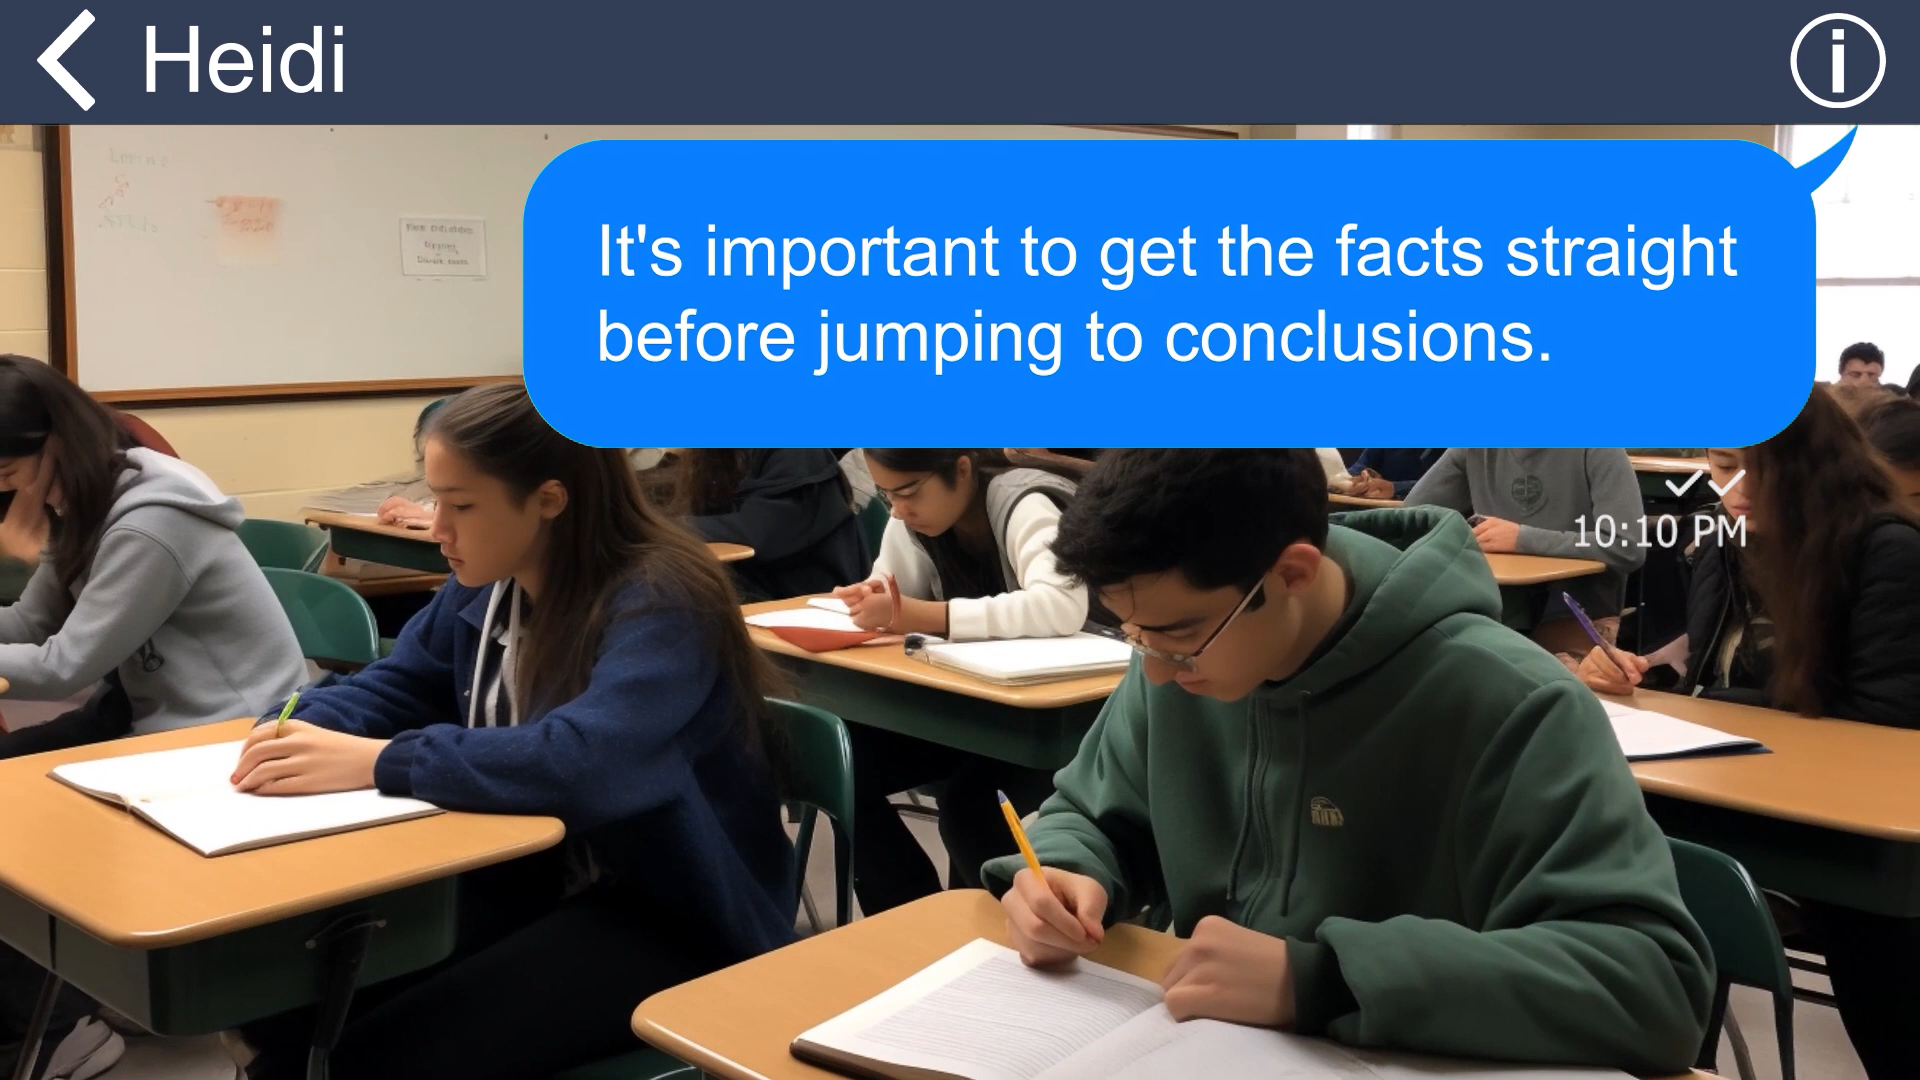 Heidi
It's important to get the facts straight
before jumping to conclusions.
10:10 PM